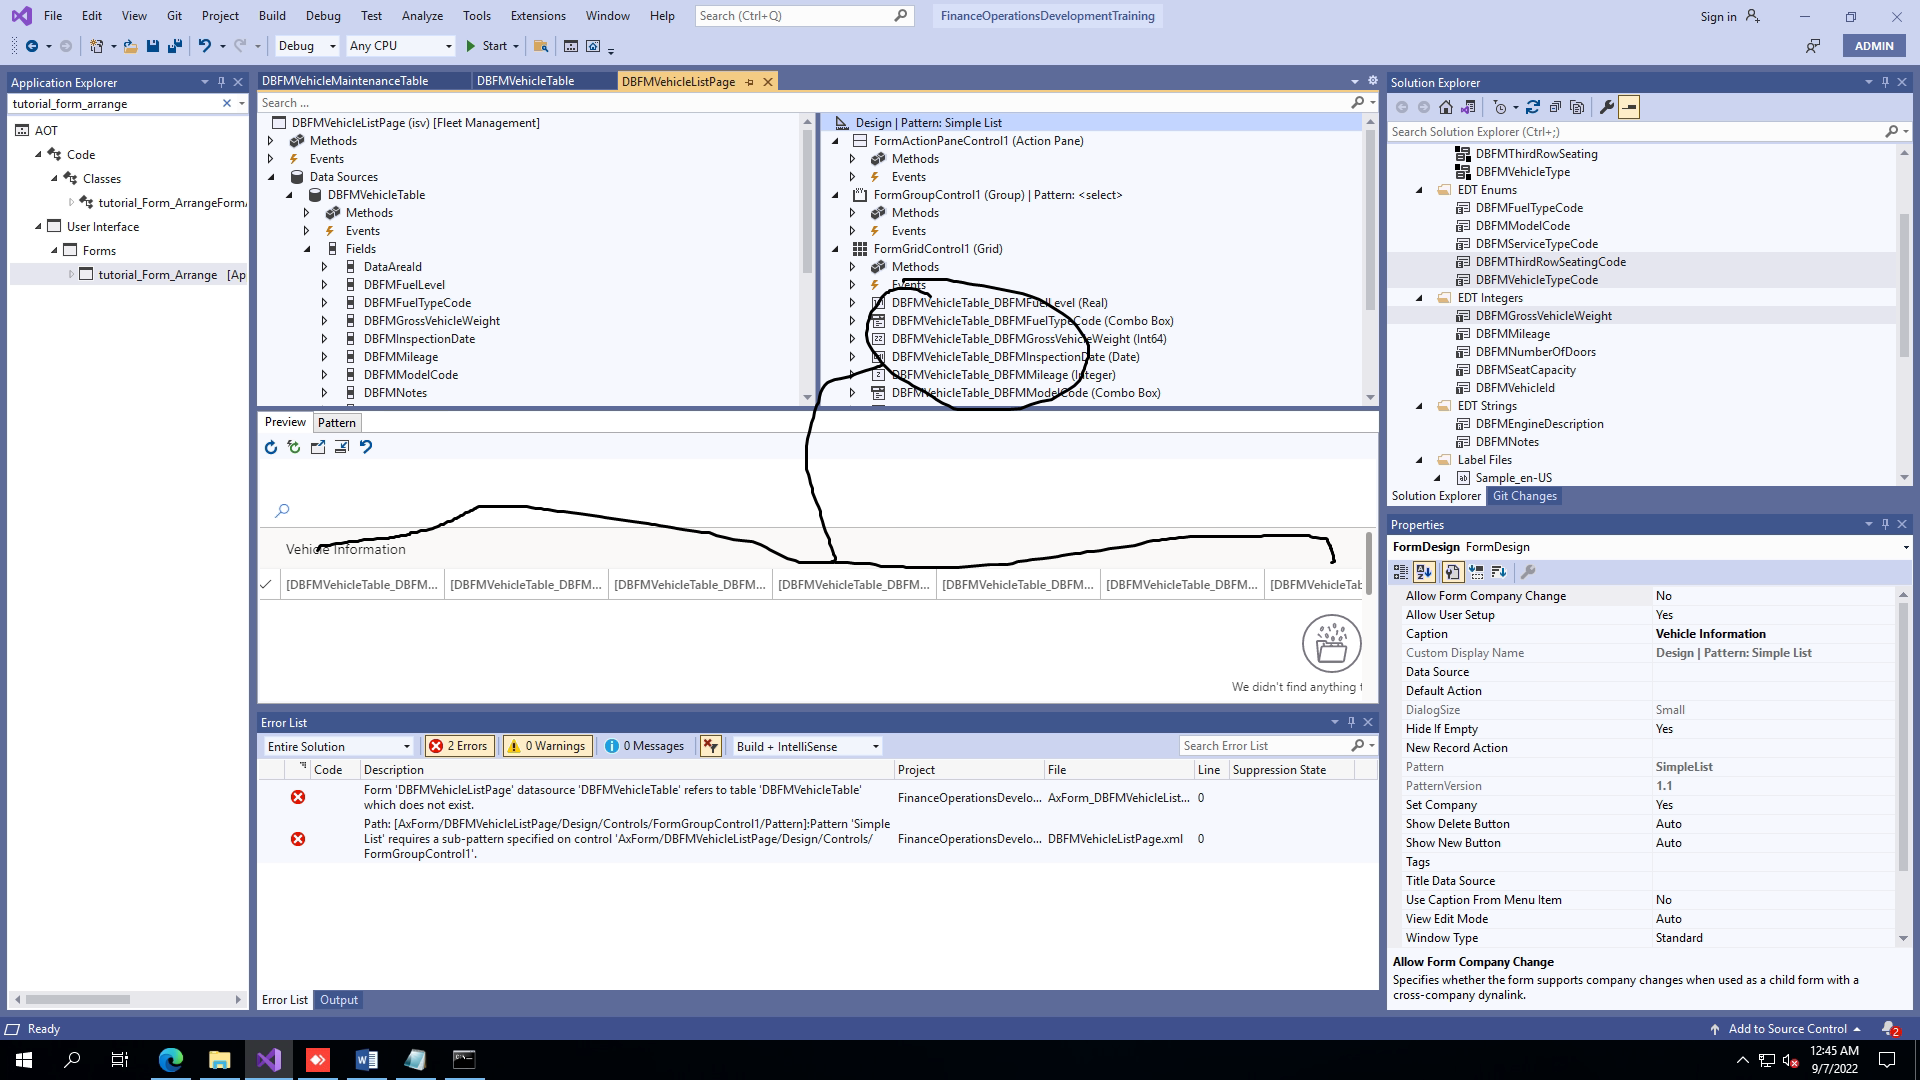 File Edit View Git Project Build Debug Test Analyze Tools Extensions Window Help Search (Ctrl+Q) FinanceOperationsDevelopmentTraining Sign in
Debug Any CPU Start ADMIN
Application Explorer
tutorial_form_arrange
AOT
Code
Classes
tutorial_Form_ArrangeForm
User Interface
Forms
tutorial_Form_Arrange [Ap
DBFMVehicleMaintenanceTable DBFMVehicleTable DBFMVehicleListPage
Search ...
DBFMVehicleListPage (isv) [Fleet Management]
Methods
Events
Data Sources
DBFMVehicleTable
Methods
Events
Fields
DataAreaId
DBFMFuelLevel
DBFMFuelTypeCode
DBFMGrossVehicleWeight
DBFMInspectionDate
DBFMMileage
DBFMModelCode
DBFMNotes
Design | Pattern: Simple List
FormActionPaneControl1 (Action Pane)
Methods
Events
FormGroupControl1 (Group) | Pattern: <select>
Methods
Events
FormGridControl1 (Grid)
Methods
Events
DBFMVehicleTable_DBFMFuelLevel (Real)
DBFMVehicleTable_DBFMFuelTypeCode (Combo Box)
DBFMVehicleTable_DBFMGrossVehicleWeight (Int64)
DBFMVehicleTable_DBFMInspectionDate (Date)
DBFMVehicleTable_DBFMMileage (Integer)
DBFMVehicleTable_DBFMModelCode (Combo Box)
Preview Pattern
Vehicle Information
[DBFMVehicleTable_DBFM... [DBFMVehicleTable_DBFM... [DBFMVehicleTable_DBFM... [DBFMVehicleTable_DBFM... [DBFMVehicleTable_DBFM... [DBFMVehicleTable_DBFM... [DBFMVehicleTab
We didn't find anything t
Error List
Entire Solution 2 Errors 0 Warnings 0 Messages Build + IntelliSense Search Error List
Code Description Project File Line Suppression State
Form 'DBFMVehicleListPage' datasource 'DBFMVehicleTable' refers to table 'DBFMVehicleTable'
which does not exist.
FinanceOperationsDevelo... AxForm_DBFMVehicleList... 0
Path: [AxForm/DBFMVehicleListPage/Design/Controls/FormGroupControl1/Pattern]:Pattern 'Simple
List' requires a sub-pattern specified on control 'AxForm/DBFMVehicleListPage/Design/Controls/
FormGroupControl1'.
FinanceOperationsDevelo... DBFMVehicleListPage.xml 0
Error List Output
Solution Explorer
Search Solution Explorer (Ctrl+;)
DBFMThirdRowSeating
DBFMVehicleType
EDT Enums
DBFMFuelTypeCode
DBFMModelCode
DBFMServiceTypeCode
DBFMThirdRowSeatingCode
DBFMVehicleTypeCode
EDT Integers
DBFMGrossVehicleWeight
DBFMMileage
DBFMNumberOfDoors
DBFMSeatCapacity
DBFMVehicleId
EDT Strings
DBFMEngineDescription
DBFMNotes
Label Files
Sample_en-US
Solution Explorer Git Changes
Properties
FormDesign FormDesign
Allow Form Company Change No
Allow User Setup Yes
Caption Vehicle Information
Custom Display Name Design | Pattern: Simple List
Data Source
Default Action
DialogSize Small
Hide If Empty Yes
New Record Action
Pattern SimpleList
PatternVersion 1.1
Set Company Yes
Show Delete Button Auto
Show New Button Auto
Tags
Title Data Source
Use Caption From Menu Item No
View Edit Mode Auto
Window Type Standard
Allow Form Company Change
Specifies whether the form supports company changes when used as a child form with a
cross-company dynalink.
Ready Add to Source Control 2
12:45 AM
9/7/2022